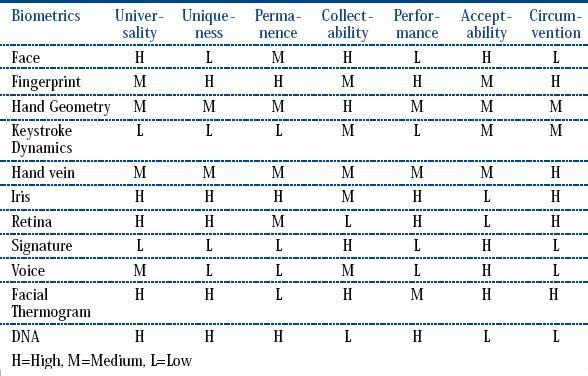 Biometrics Univer- Unique- Perma- Collect- Perfor- Accept- Circum-
sality ness nence ability mance ability vention
Face H L M H L H L
Fingerprint M H H M H M H
Hand Geometry M M M H M M M
Keystroke L L L M L M M
Dynamics
Hand vein M M M M M M H
Iris H H H M H L H
Retina H H M L H L H
Signature L L L H L H L
Voice M L L M L H L
Facial H H L H M H H
Thermogram
DNA H H H L H L L
H=High, M=Medium, L=Low